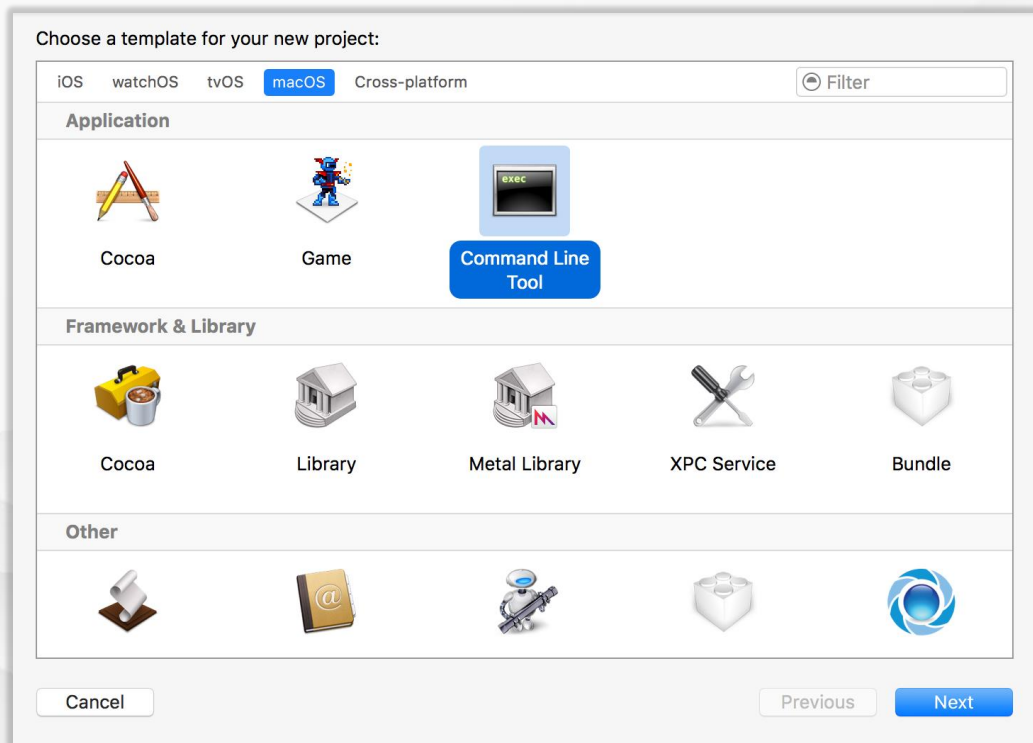 Choose a template for your new project:
iOS watchOS tvOS macOS Cross-platform Filter
Application
exec
Cocoa Game Command Line
Tool
Framework & Library
Cocoa Library Metal Library XPC Service Bundle
Other
@
Cancel Previous Next